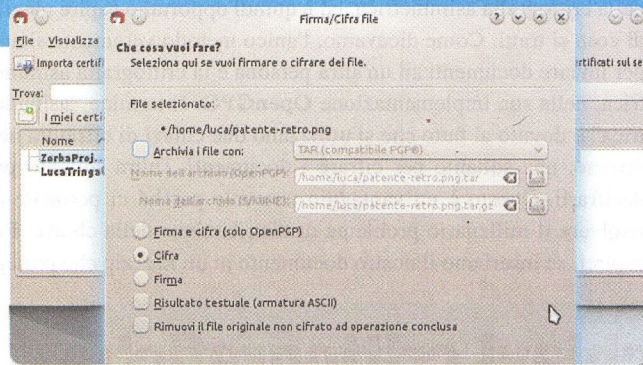 Firma/Cifra file
File Visualizza
Importa certif
rtificati sul se
Trova:
I miei certi
Nome
ZorbaProj..
LucaTringa(
Che cosa vuoi fare?
Seleziona qui se vuoi firmare o cifrare dei file.
File selezionato:
•/home/luca/patente-retro.png
Archivia i file con:
TAR (compatibile PGP®)
Nome dell'archivio (OpenPGP):
/home/luca/patente-retro.png.tar
Nome dell'archivio (S/MIME):
/home/luca/patente-retro.png.tar.gz
Firma e cifra (solo OpenPGP)
Cifra
Firma
Risultato testuale (armatura ASCII)
Rimuovi il file originale non cifrato ad operazione conclusa